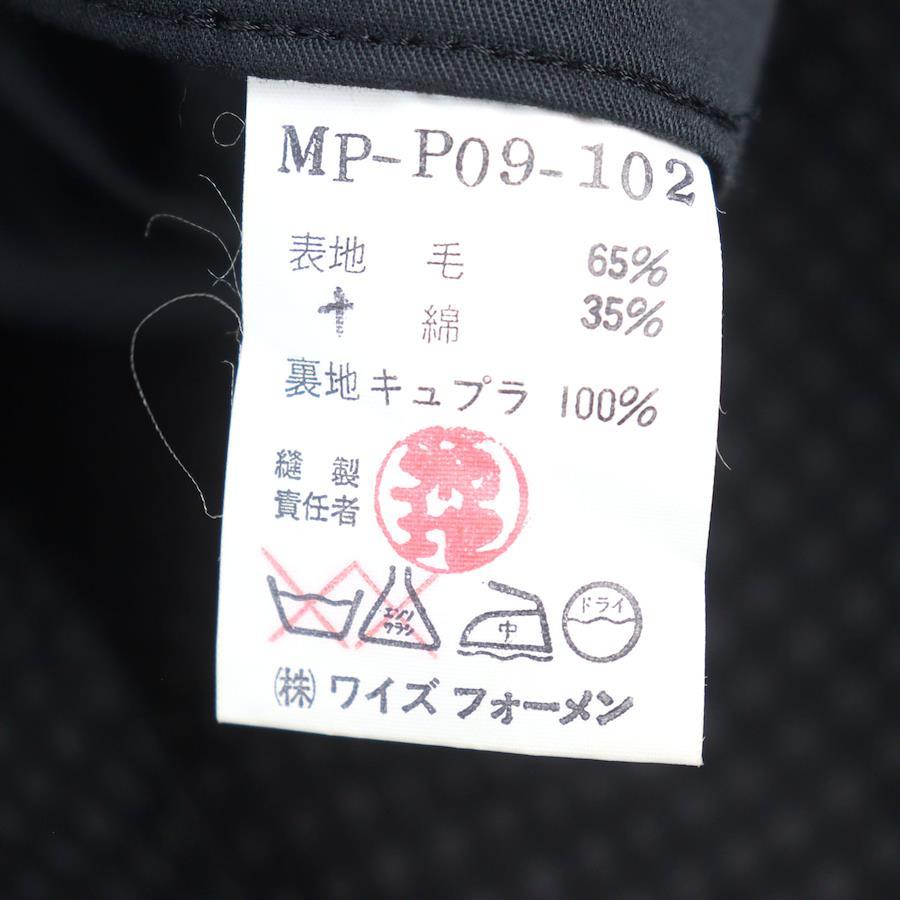 MP-P09-102
表地 毛 65%
綿 35%
裏地 キュプラ 100%
縫製
責任者
エンソ
サラシ
中
ドライ
㈱ ワイズ フォーメン